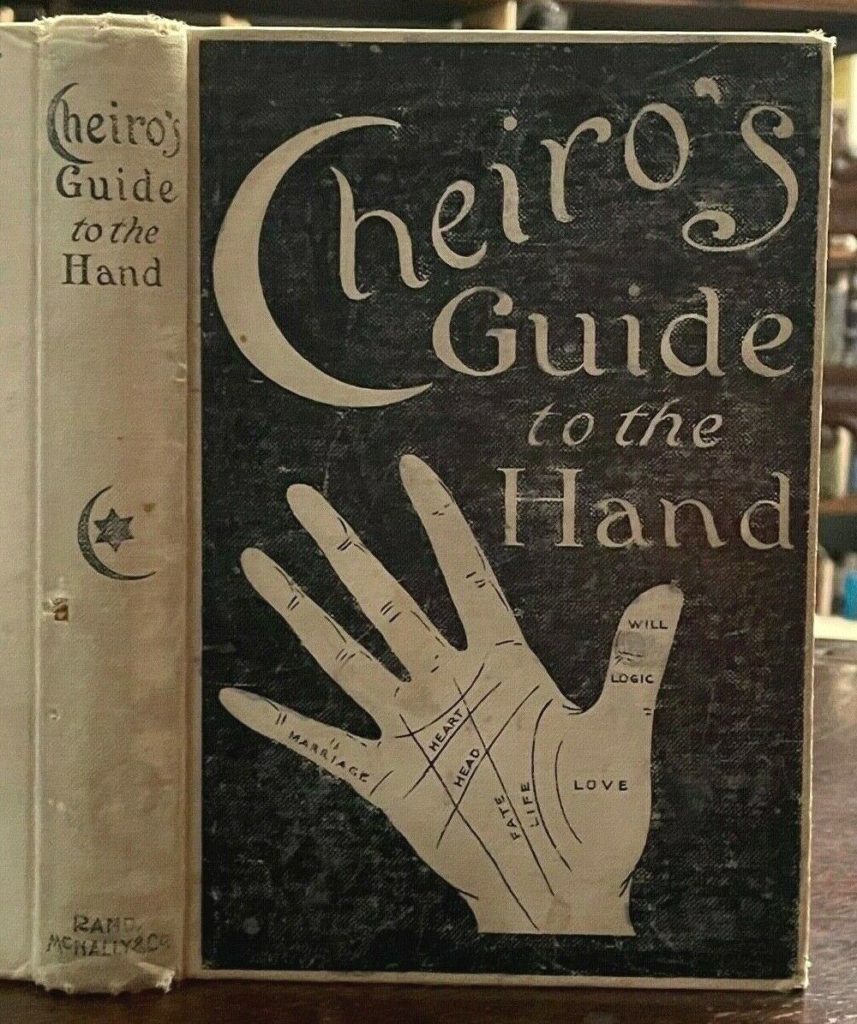 Cheiro's
Guide
to the
Hand
RAND,
McNALLY & Co.
Cheiro's
Guide
to the
Hand
WILL
LOGIC
MARRIAGE
HEART
HEAD
FATE
LIFE
LOVE